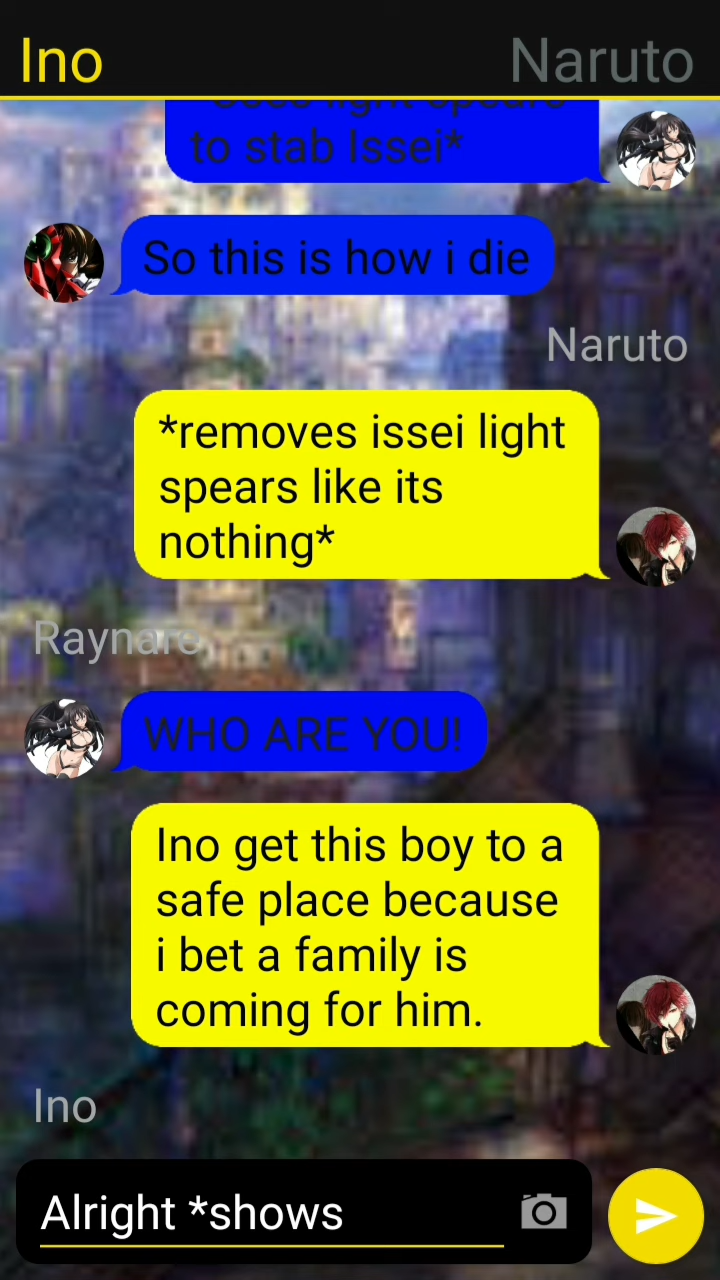 Ino
Naruto
to stab Issei*
So this is how i die
Naruto
*removes issei light
spears like its
nothing*
Raynare
WHO ARE YOU!
Ino get this boy to a
safe place because
i bet a family is
coming for him.
Ino
Alright *shows